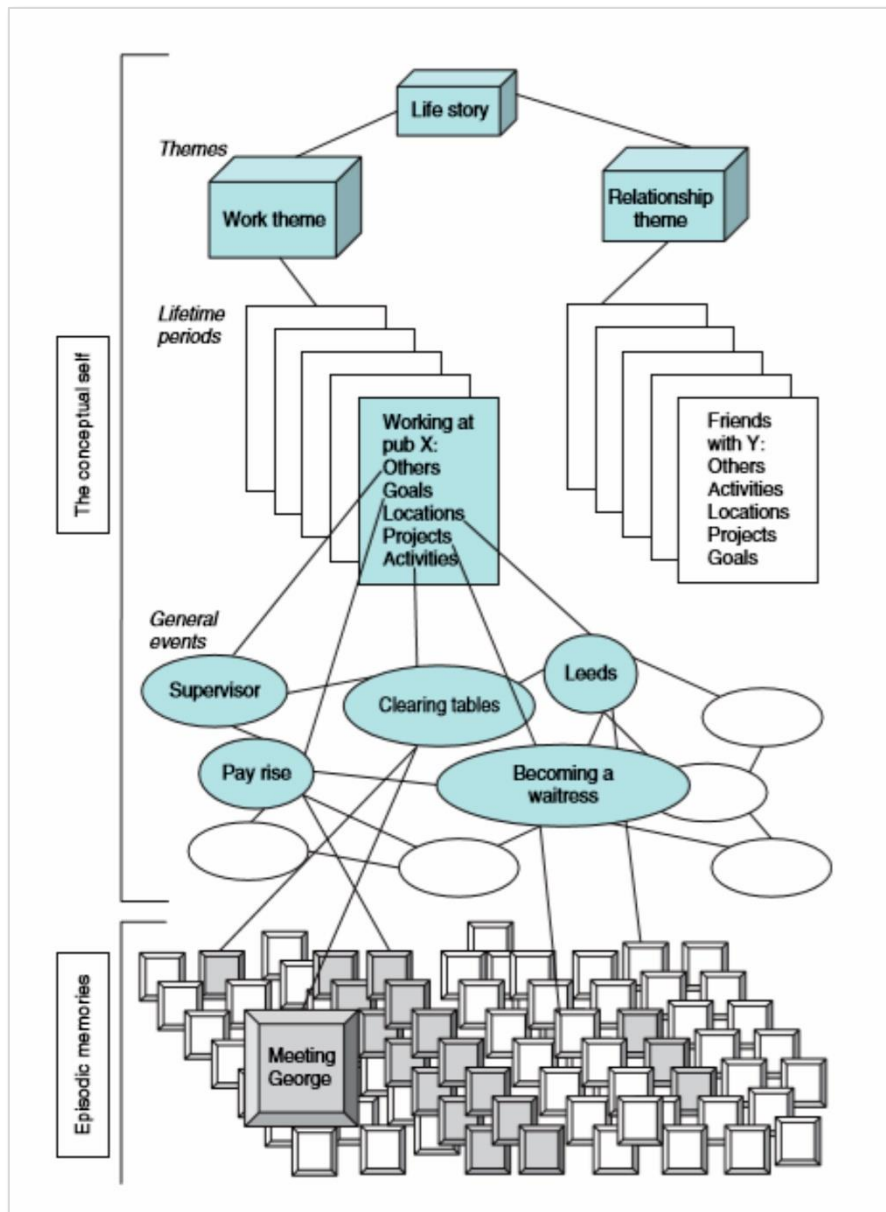 Life story
Themes
Work theme
Relationship
theme
Lifetime
periods
Working at
pub X:
Others
Goals
Locations
Projects
Activities
Friends
with Y:
Others
Activities
Locations
Projects
Goals
The conceptual self
General
events
Supervisor
Clearing tables
Leeds
Pay rise
Becoming a
waitress
Episodic memories
Meeting
George